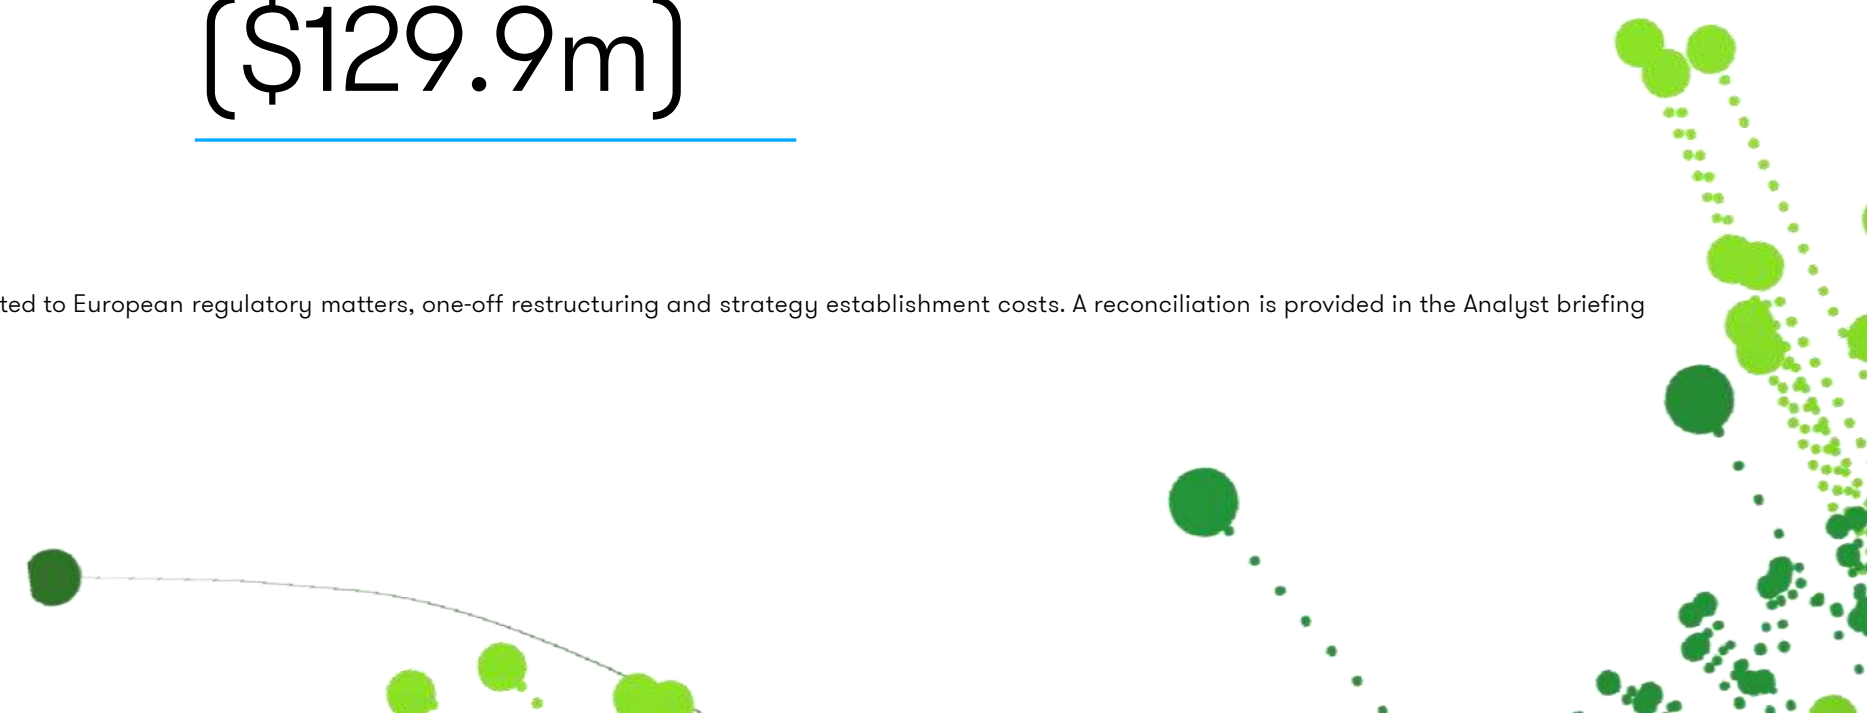 ($129.9m)
to European regulatory matters, one-off restructuring and strategy establishment costs. A reconciliation is provided in the Analyst briefing